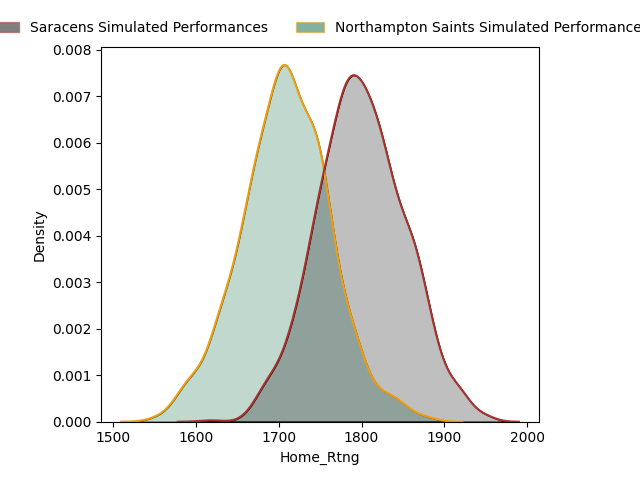 Saracens Simulated Performances
Northampton Saints Simulated Performance
0.008
0.007
0.006
0.005
0.004
0.003
0.002
0.001
0.000
Density
1500 1600 1700 1800 1900 2000
Home_Rtng